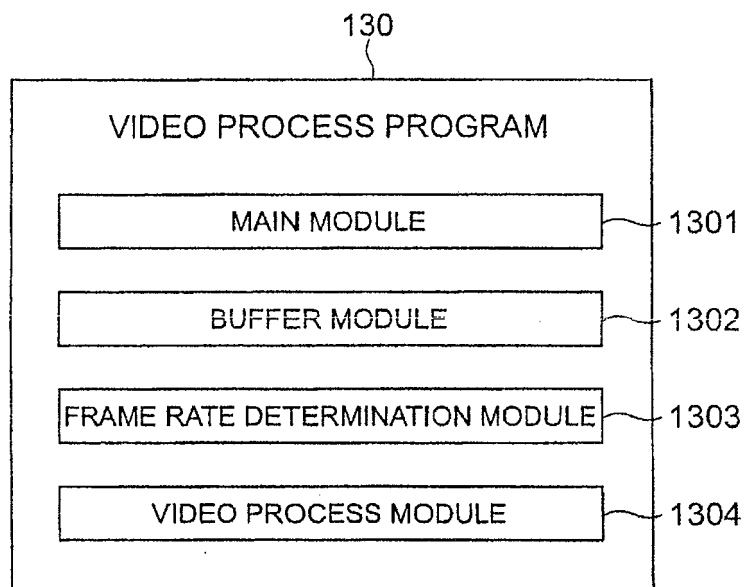 130
VIDEO PROCESS PROGRAM
MAIN MODULE 1301
BUFFER MODULE 1302
FRAME RATE DETERMINATION MODULE 1303
VIDEO PROCESS MODULE 1304